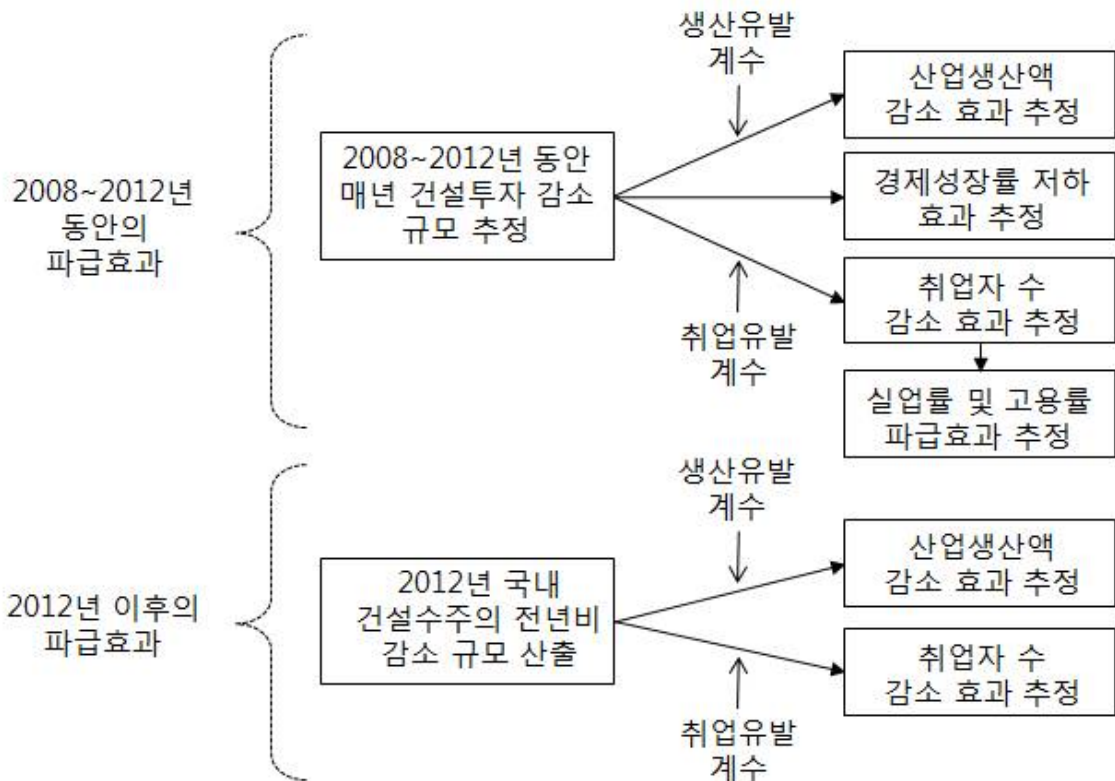 2008~2012년
동안의
파급효과
2008~2012년 동안
매년 건설투자 감소
규모 추정
생산유발
계수
취업유발
계수
산업생산액
감소 효과 추정
경제성장률 저하
효과 추정
취업자 수
감소 효과 추정
실업률 및 고용률
파급효과 추정
2012년 이후의
파급효과
2012년 국내
건설수주의 전년비
감소 규모 산출
생산유발
계수
취업유발
계수
산업생산액
감소 효과 추정
취업자 수
감소 효과 추정